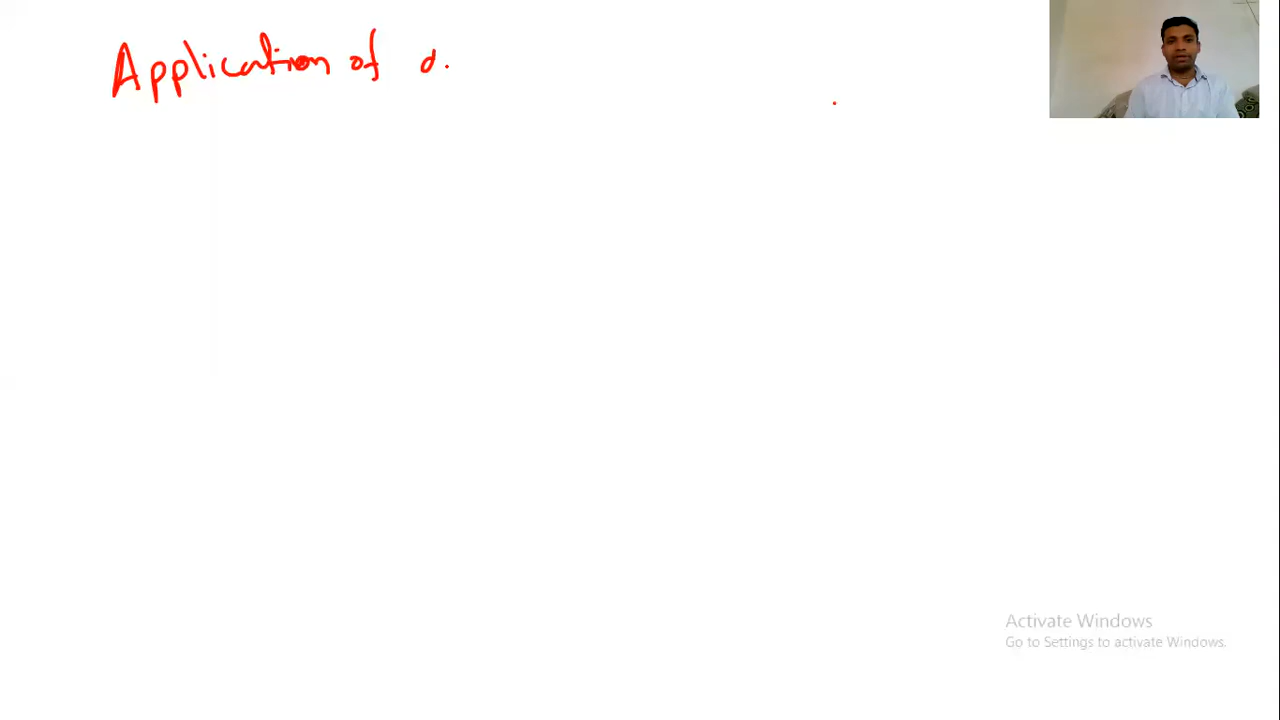 Application of d.
Activate Windows
Go to Settings to activate Windows.